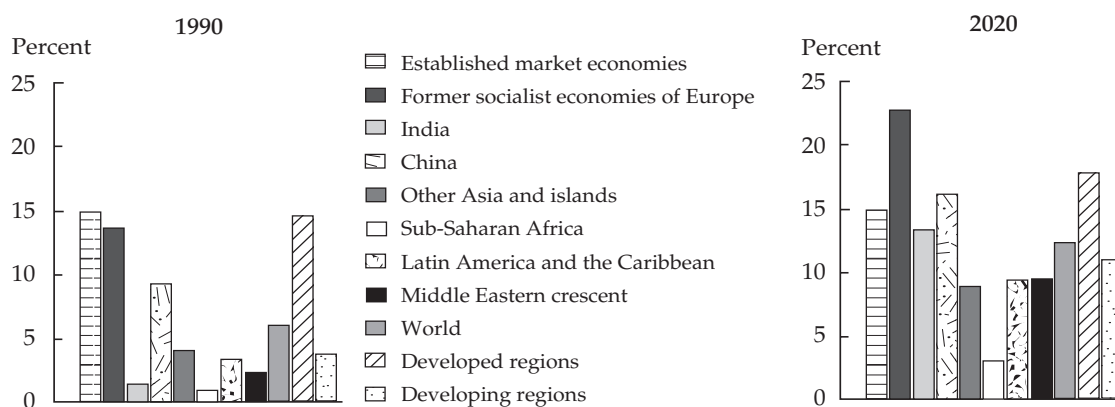 1990
Percent
25
20
15
10
5
0
Established market economies
Former socialist economies of Europe
India
China
Other Asia and islands
Sub-Saharan Africa
Latin America and the Caribbean
Middle Eastern crescent
World
Developed regions
Developing regions
2020
Percent
25
20
15
10
5
0